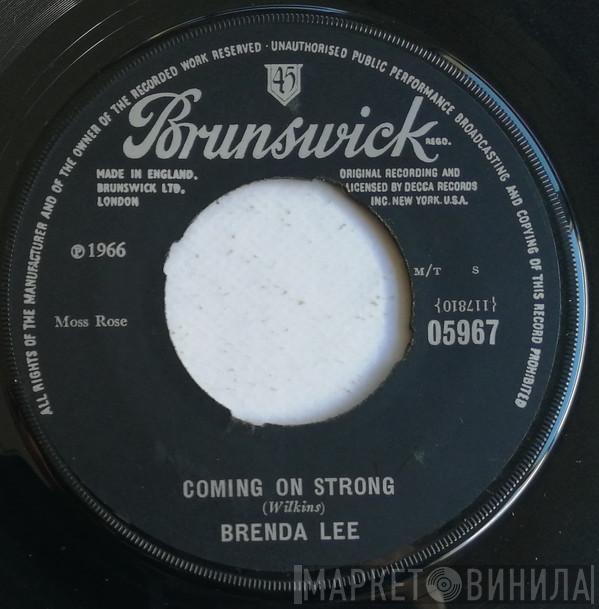 ALL RIGHTS OF THE MANUFACTURER AND OF THE OWNER OF THE RECORDED WORK RESERVED · UNAUTHORISED PUBLIC PERFORMANCE BROADCASTING AND COPYING OF THIS RECORD PROHIBITED
45
Brunswick
REGD.
MADE IN ENGLAND.
BRUNSWICK LTD.
LONDON
ORIGINAL RECORDING AND
LICENSED BY DECCA RECORDS
INC. NEW YORK. U.S.A.
℗1966
M/T S
Moss Rose
{117810}
05967
COMING ON STRONG
(Wilkins)
BRENDA LEE
МАРКЕТ ВИНИЛА